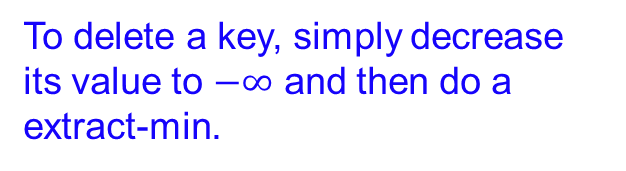 To delete a key, simply decrease
its value to −∞ and then do a
extract-min.